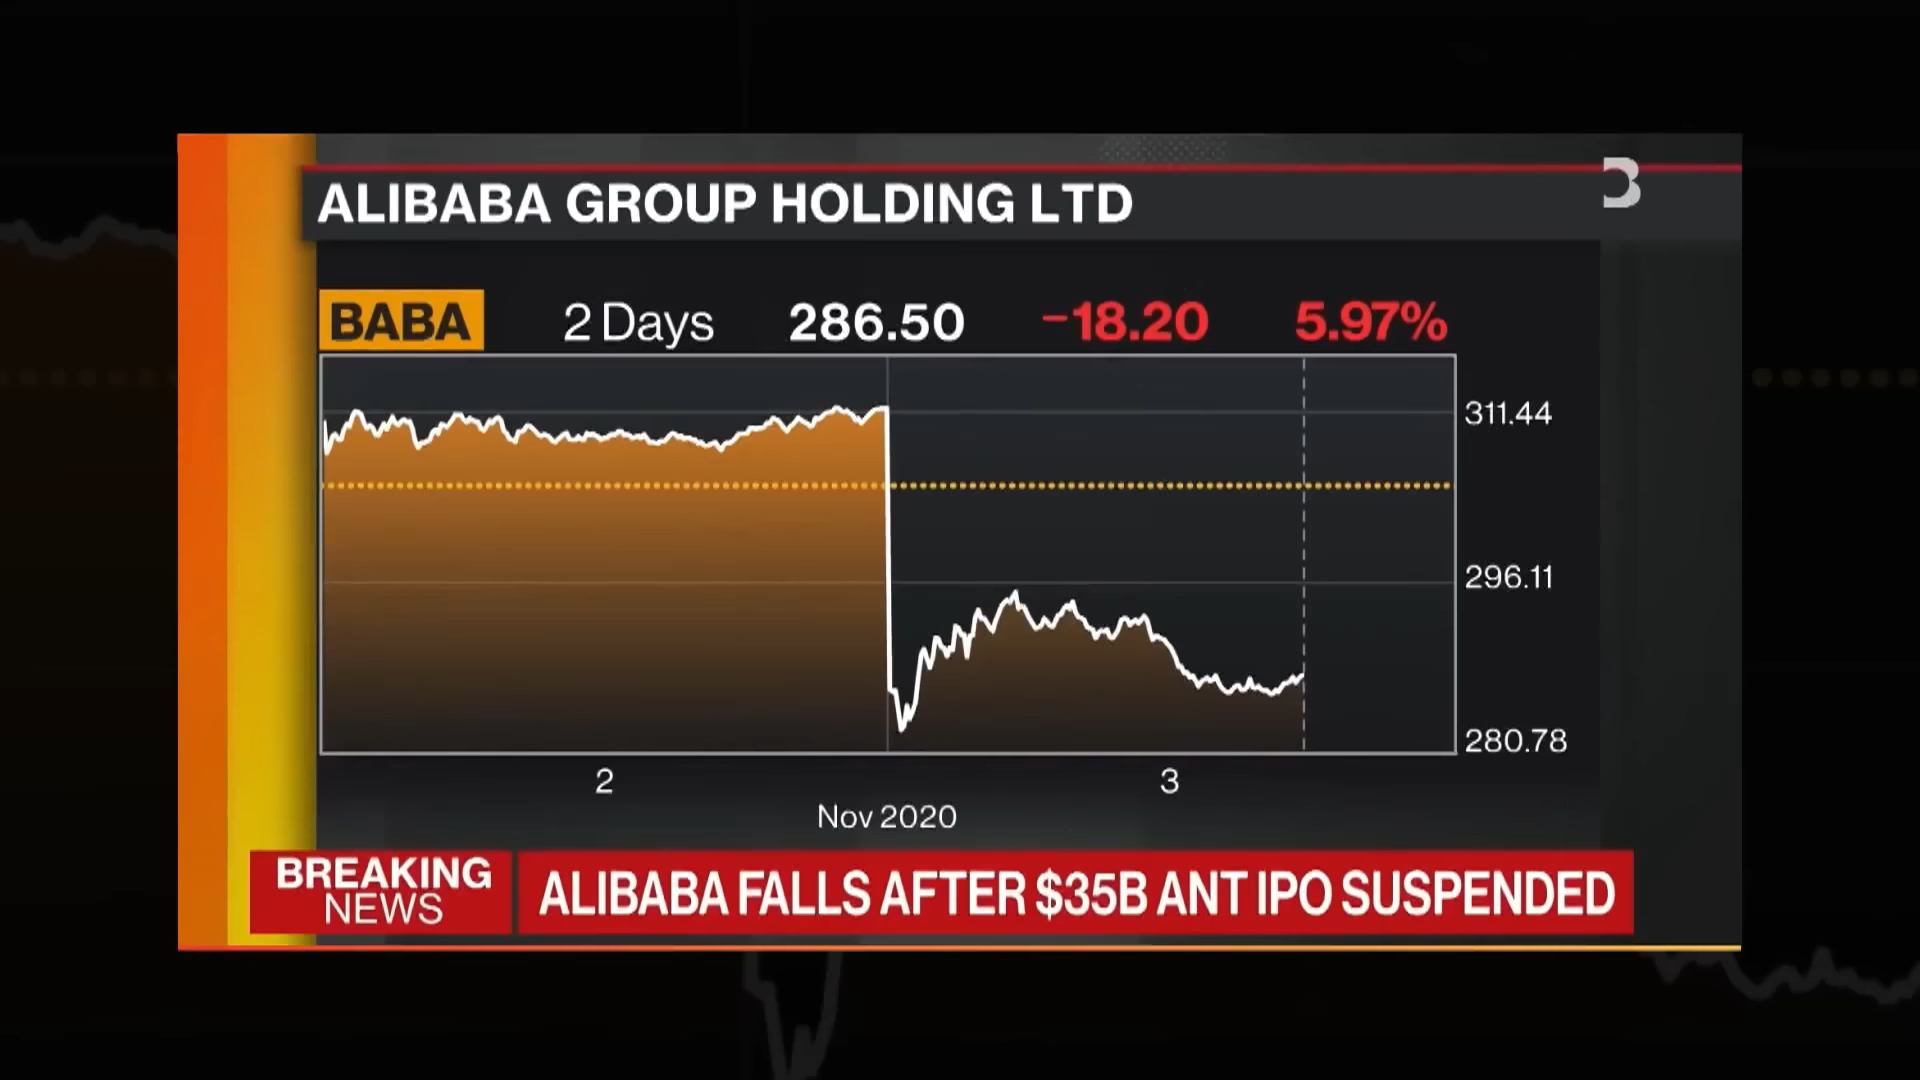 ALIBABA GROUP HOLDING LTD
BABA 2 Days 286.50 -18.20 5.97%
311.44
296.11
280.78
2 3
Nov 2020
BREAKING
NEWS
ALIBABA FALLS AFTER $35B ANT IPO SUSPENDED